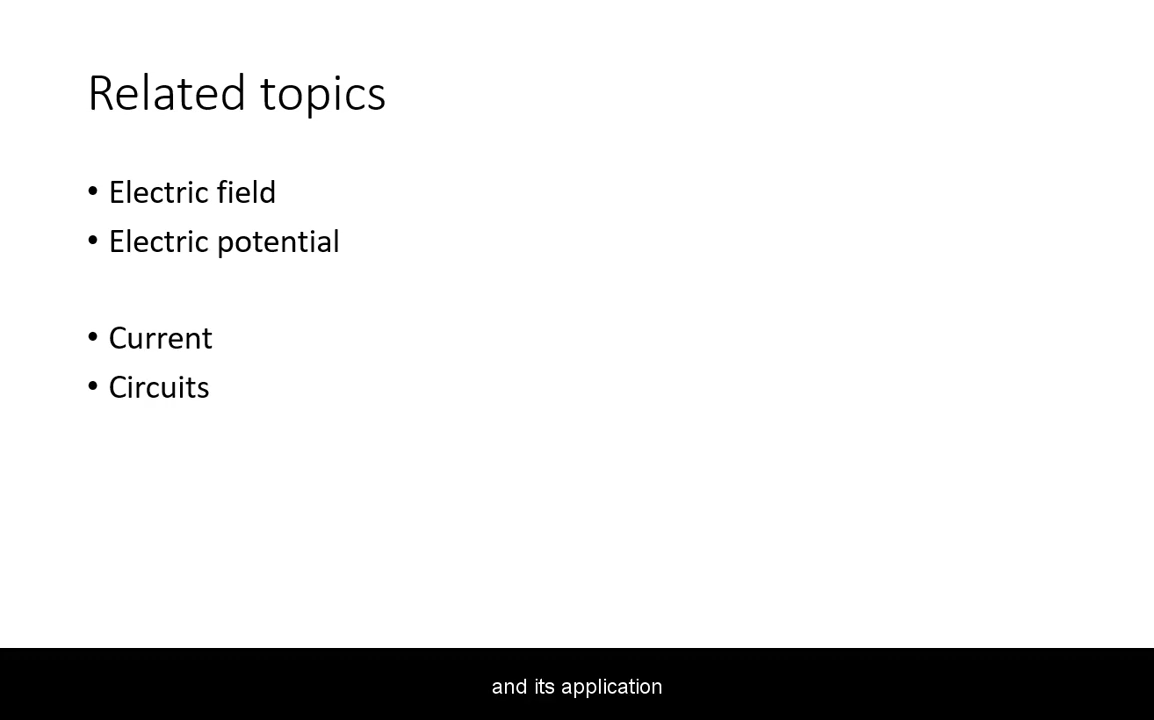 Related topics
• Electric field
• Electric potential
• Current
• Circuits
and its application